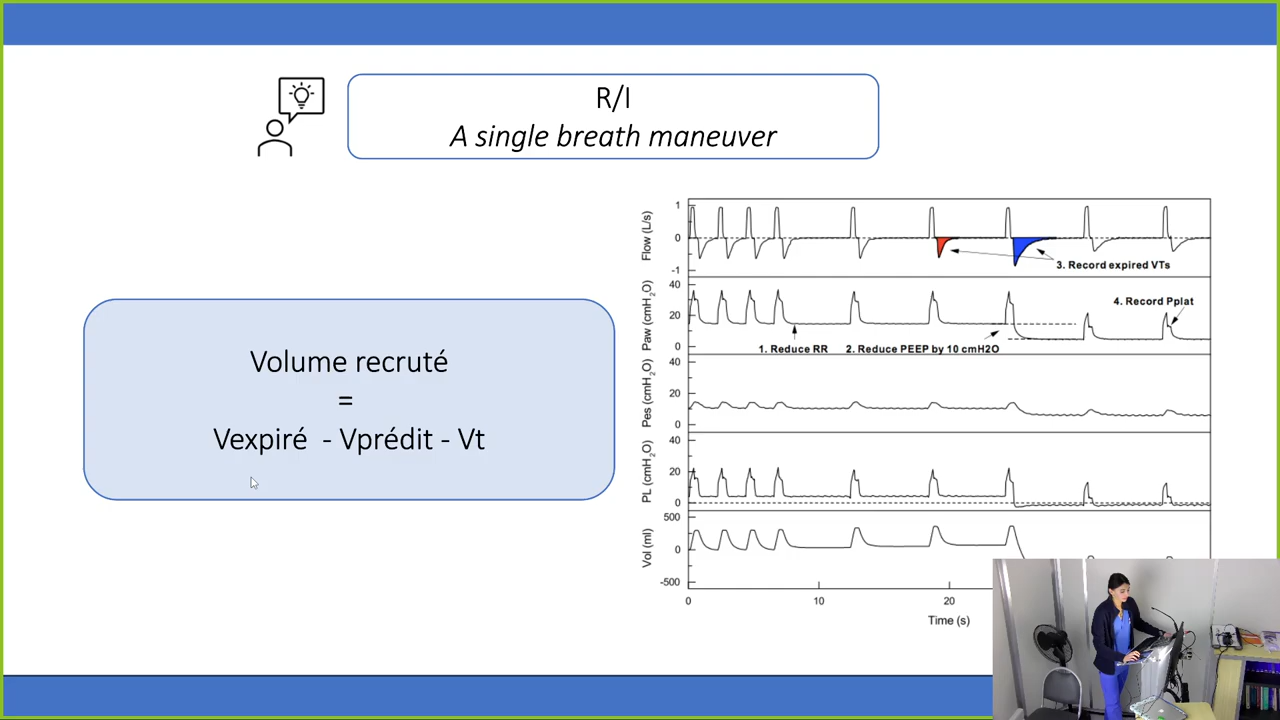 R/I
A single breath maneuver
Volume recruté
=
Vexpiré - Vprédit - Vt
Flow (L/s)
1
0
-1
3. Record expired VTs
Paw (cmH2O)
40
20
0
4. Record Pplat
1. Reduce RR
2. Reduce PEEP by 10 cmH2O
Pes (cmH2O)
40
20
0
PL (cmH2O)
40
20
0
Vol (ml)
500
0
-500
0
10
20
Time (s)